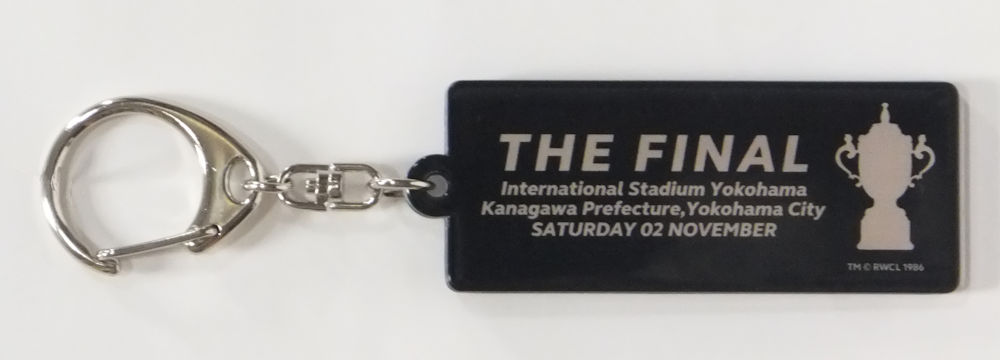 THE FINAL
International Stadium Yokohama
Kanagawa Prefecture,Yokohama City
SATURDAY 02 NOVEMBER
TM © RWCL 1986